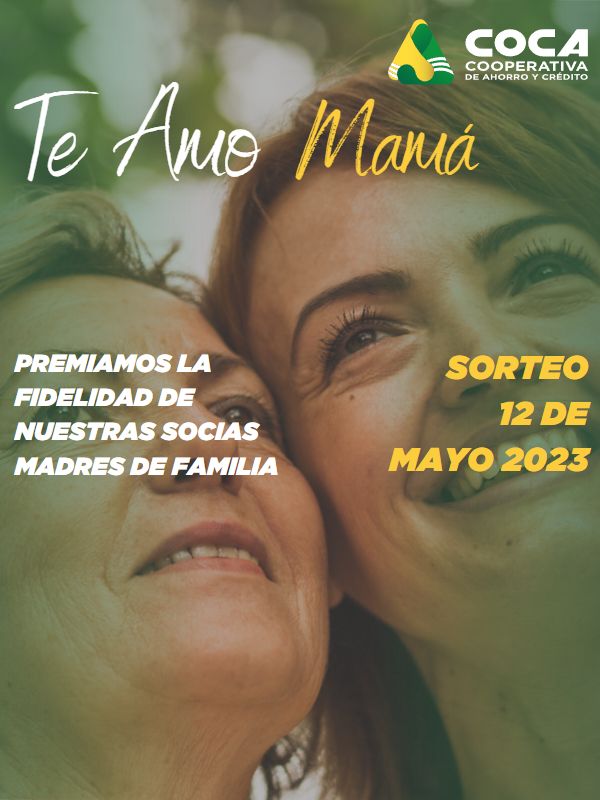 COCA
COOPERATIVA
DE AHORRO Y CRÉDITO
Te Amo Mamá
PREMIAMOS LA
FIDELIDAD DE
NUESTRAS SOCIAS
MADRES DE FAMILIA
SORTEO
12 DE
MAYO 2023